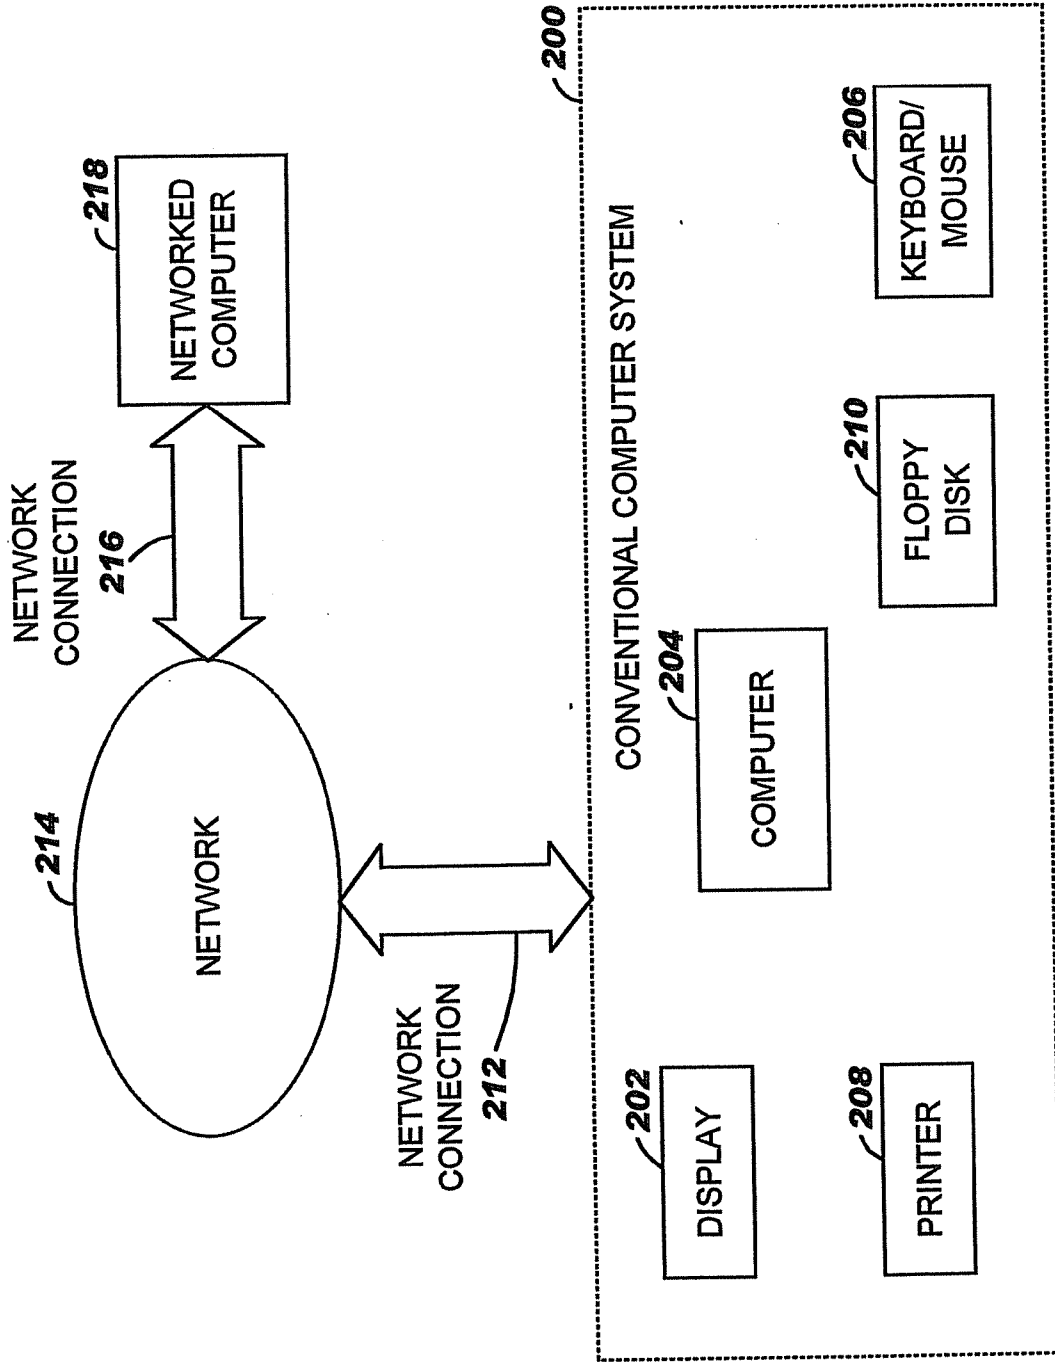 214
NETWORK
NETWORK
CONNECTION
216
218
NETWORKED
COMPUTER
NETWORK
CONNECTION
212
200
CONVENTIONAL COMPUTER SYSTEM
202
DISPLAY
204
COMPUTER
208
PRINTER
210
FLOPPY
DISK
206
KEYBOARD/
MOUSE